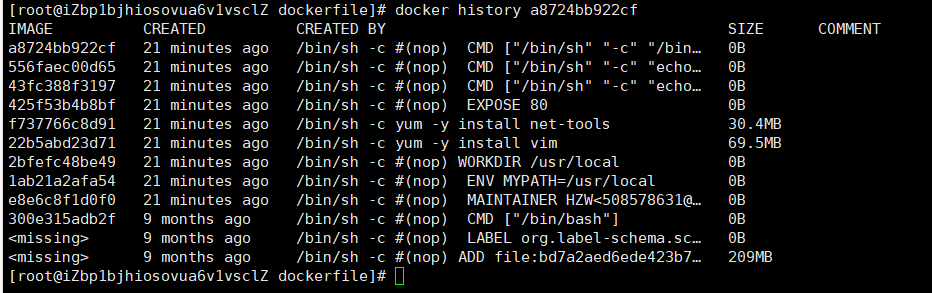 [root@iZbp1bjhiosovua6v1vsclZ dockerfile]# docker history a8724bb922cf
IMAGE CREATED CREATED BY SIZE COMMENT
a8724bb922cf 21 minutes ago /bin/sh -c #(nop) CMD ["/bin/sh" "-c" "/bin… 0B
556faec00d65 21 minutes ago /bin/sh -c #(nop) CMD ["/bin/sh" "-c" "echo… 0B
43fc388f3197 21 minutes ago /bin/sh -c #(nop) CMD ["/bin/sh" "-c" "echo… 0B
425f53b4b8bf 21 minutes ago /bin/sh -c #(nop) EXPOSE 80 0B
f737766c8d91 21 minutes ago /bin/sh -c yum -y install net-tools 30.4MB
22b5abd23d71 21 minutes ago /bin/sh -c yum -y install vim 69.5MB
2bfefc48be49 21 minutes ago /bin/sh -c #(nop) WORKDIR /usr/local 0B
1ab21a2afa54 21 minutes ago /bin/sh -c #(nop) ENV MYPATH=/usr/local 0B
e8e6c8f1d0f0 21 minutes ago /bin/sh -c #(nop) MAINTAINER HZW<508578631@… 0B
300e315adb2f 9 months ago /bin/sh -c #(nop) CMD ["/bin/bash"] 0B
<missing> 9 months ago /bin/sh -c #(nop) LABEL org.label-schema.sc… 0B
<missing> 9 months ago /bin/sh -c #(nop) ADD file:bd7a2aed6ede423b7… 209MB
[root@iZbp1bjhiosovua6v1vsclZ dockerfile]#